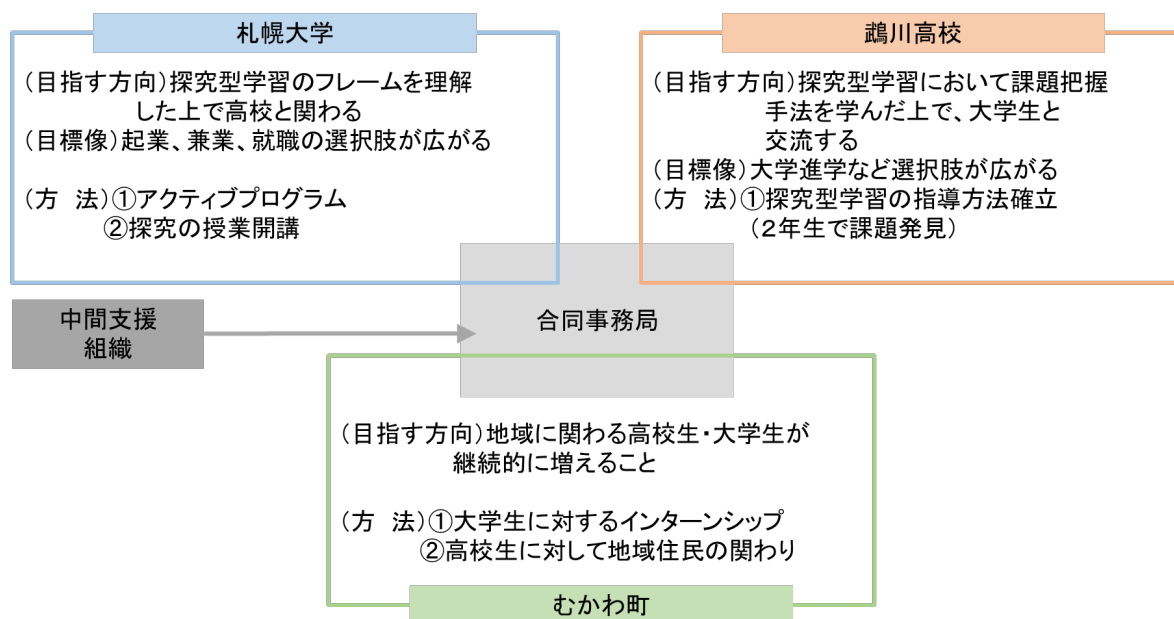 札幌大学
(目指す方向)探究型学習のフレームを理解
した上で高校と関わる
(目標像)起業、兼業、就職の選択肢が広がる
(方　法)①アクティブプログラム
②探究の授業開講
鵡川高校
(目指す方向)探究型学習において課題把握
手法を学んだ上で、大学生と
交流する
(目標像)大学進学など選択肢が広がる
(方　法)①探究型学習の指導方法確立
(2年生で課題発見)
中間支援
組織
合同事務局
(目指す方向)地域に関わる高校生・大学生が
継続的に増えること
(方　法)①大学生に対するインターンシップ
②高校生に対して地域住民の関わり
むかわ町